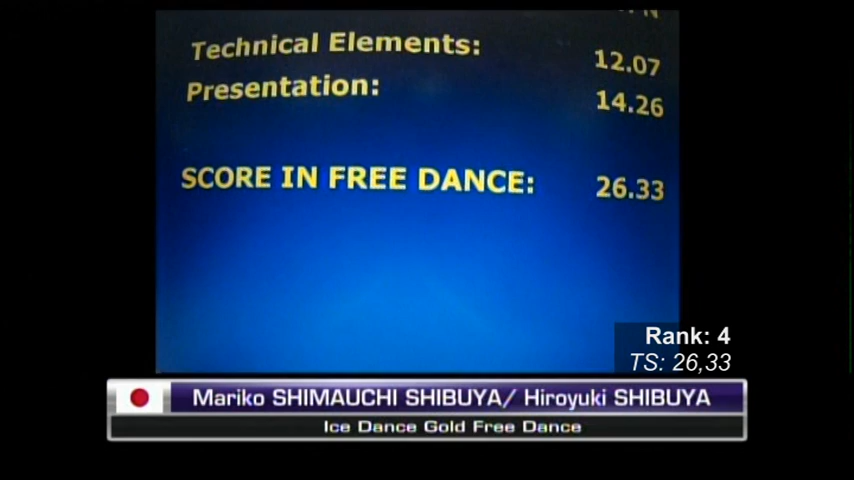 Technical Elements: 12.07
Presentation: 14.26
SCORE IN FREE DANCE: 26.33
Rank: 4
TS: 26,33
Mariko SHIMAUCHI SHIBUYA/ Hiroyuki SHIBUYA
Ice Dance Gold Free Dance